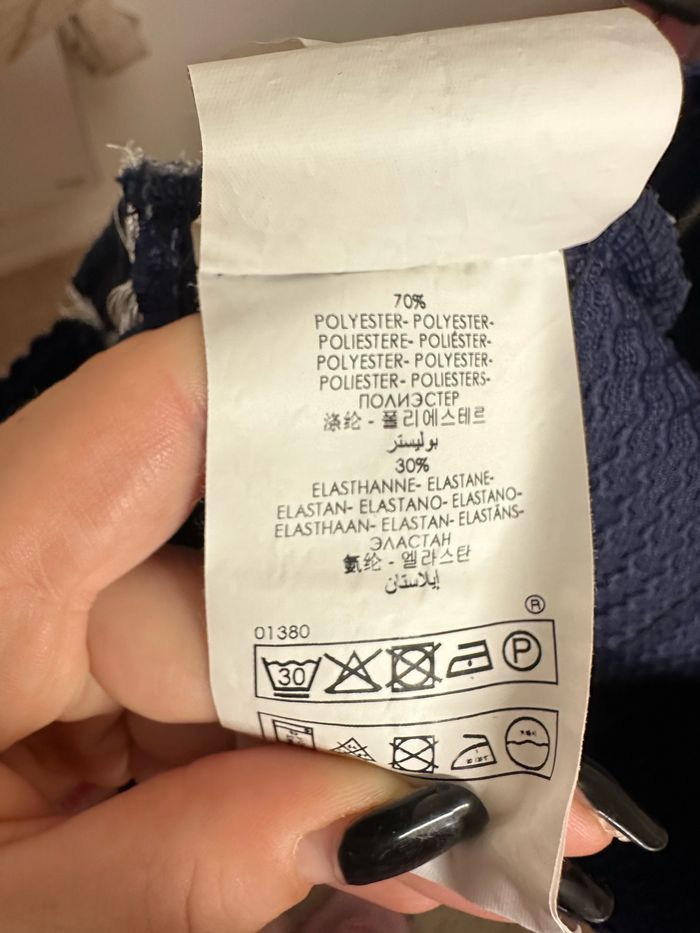 70%
POLYESTER- POLYESTER-
POLIESTERE- POLIÉSTER-
POLYESTER- POLYESTER-
POLIESTER- POLIESTERS-
ПОЛИЭСТЕР
涤纶 - 폴리에스테르
بوليستر
30%
ELASTHANNE- ELASTANE-
ELASTAN- ELASTANO- ELASTANO-
ELASTHAAN- ELASTAN- ELASTĀNS-
ЭЛАСТАН
氨纶 - 엘라스탄
إيلاستان
®
01380
30
P